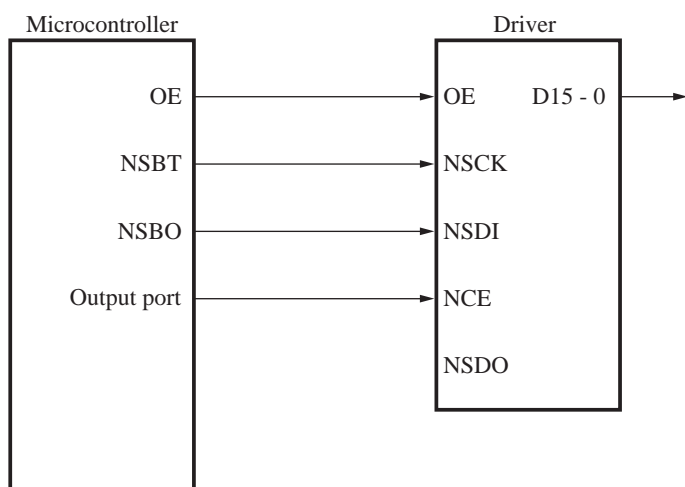 Microcontroller Driver
OE OE D15 - 0
NSBT NSCK
NSBO NSDI
Output port NCE
NSDO